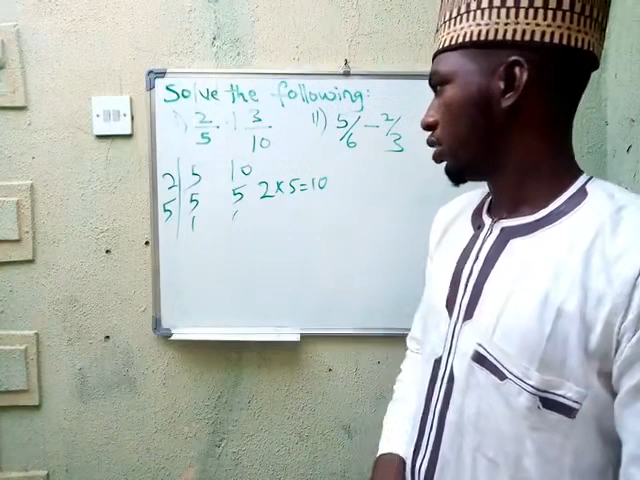 Solve the following:
i) 2/5 + 3/10 ii) 5/6 - 2/3
2 | 5 10
5 | 5 5 2 x 5 = 10
1 1